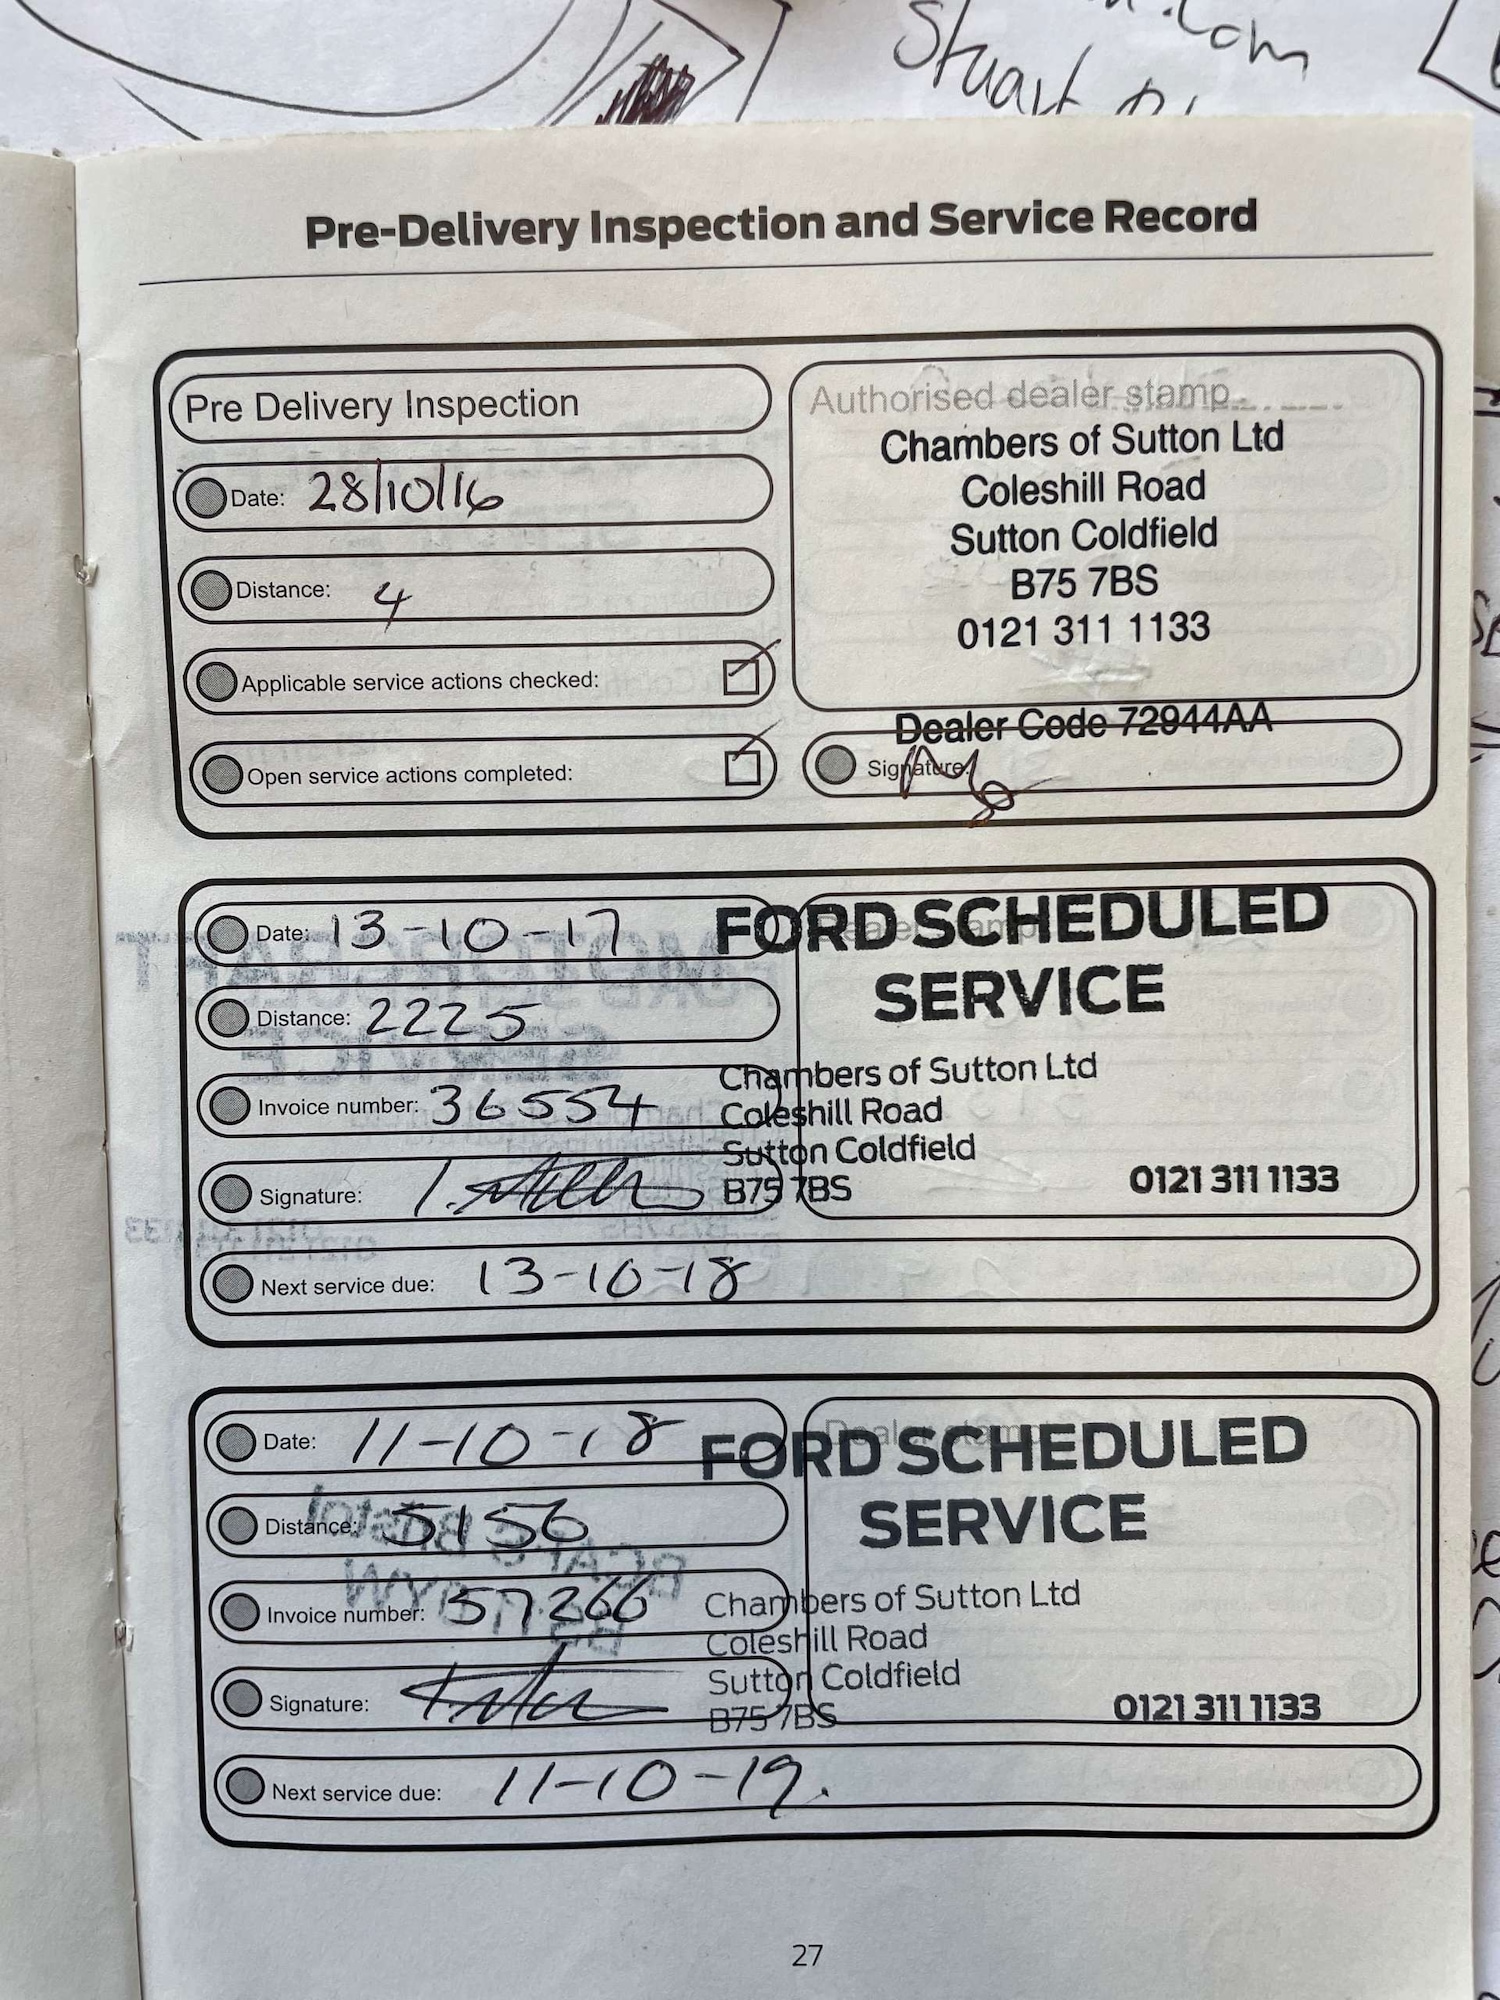 .com
Stuart
Pre-Delivery Inspection and Service Record
Pre Delivery Inspection
Date: 28/10/16
Distance: 4
Applicable service actions checked:
Open service actions completed:
Authorised dealer stamp
Chambers of Sutton Ltd
Coleshill Road
Sutton Coldfield
B75 7BS
0121 311 1133
Dealer Code 72944AA
Signature:
Date: 13-10-17
Distance: 2225
Invoice number: 36554
Signature:
Next service due: 13-10-18
Dealer stamp
FORD SCHEDULED
SERVICE
Chambers of Sutton Ltd
Coleshill Road
Sutton Coldfield
B75 7BS
0121 311 1133
Date: 11-10-18
Distance: 5156
Invoice number: 57266
Signature:
Next service due: 11-10-19.
Dealer stamp
FORD SCHEDULED
SERVICE
Chambers of Sutton Ltd
Coleshill Road
Sutton Coldfield
B75 7BS
0121 311 1133
27